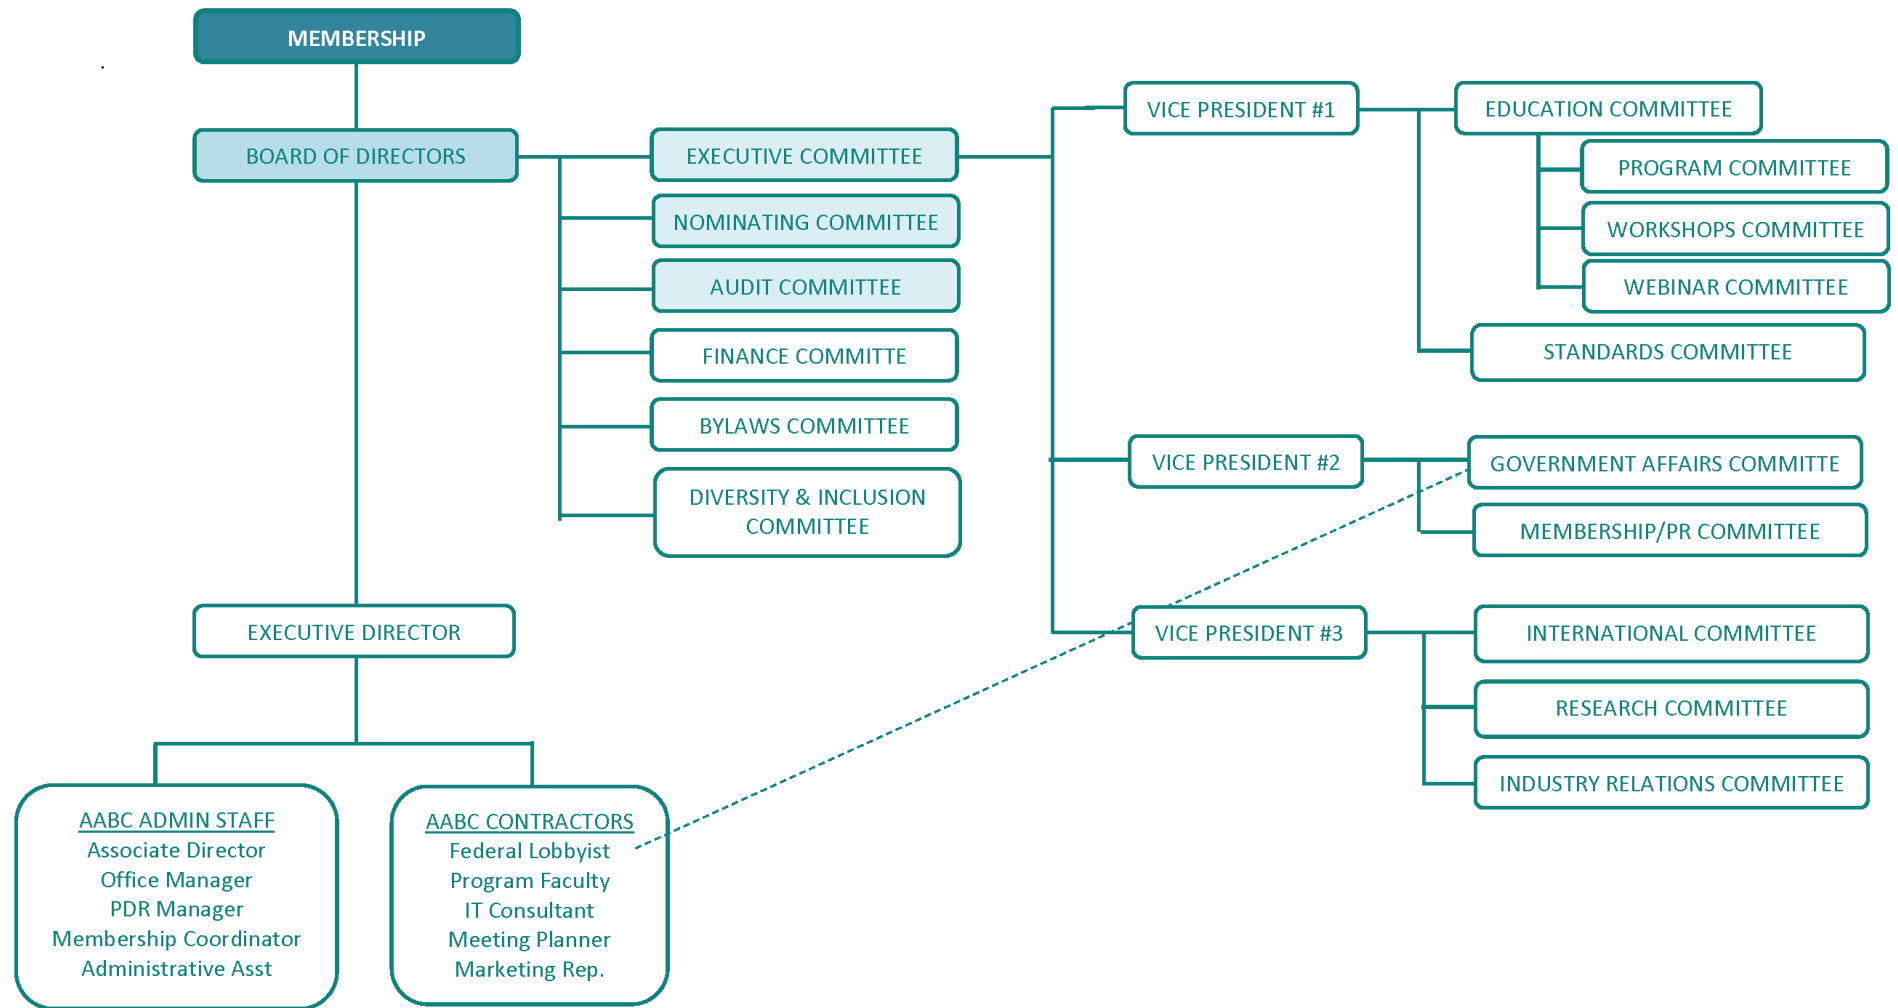 MEMBERSHIP
BOARD OF DIRECTORS
EXECUTIVE COMMITTEE
NOMINATING COMMITTEE
AUDIT COMMITTEE
FINANCE COMMITTE
BYLAWS COMMITTEE
DIVERSITY & INCLUSION
COMMITTEE
VICE PRESIDENT #1
EDUCATION COMMITTEE
PROGRAM COMMITTEE
WORKSHOPS COMMITTEE
WEBINAR COMMITTEE
STANDARDS COMMITTEE
VICE PRESIDENT #2
GOVERNMENT AFFAIRS COMMITTE
MEMBERSHIP/PR COMMITTEE
VICE PRESIDENT #3
INTERNATIONAL COMMITTEE
RESEARCH COMMITTEE
INDUSTRY RELATIONS COMMITTEE
EXECUTIVE DIRECTOR
AABC ADMIN STAFF
Associate Director
Office Manager
PDR Manager
Membership Coordinator
Administrative Asst
AABC CONTRACTORS
Federal Lobbyist
Program Faculty
IT Consultant
Meeting Planner
Marketing Rep.